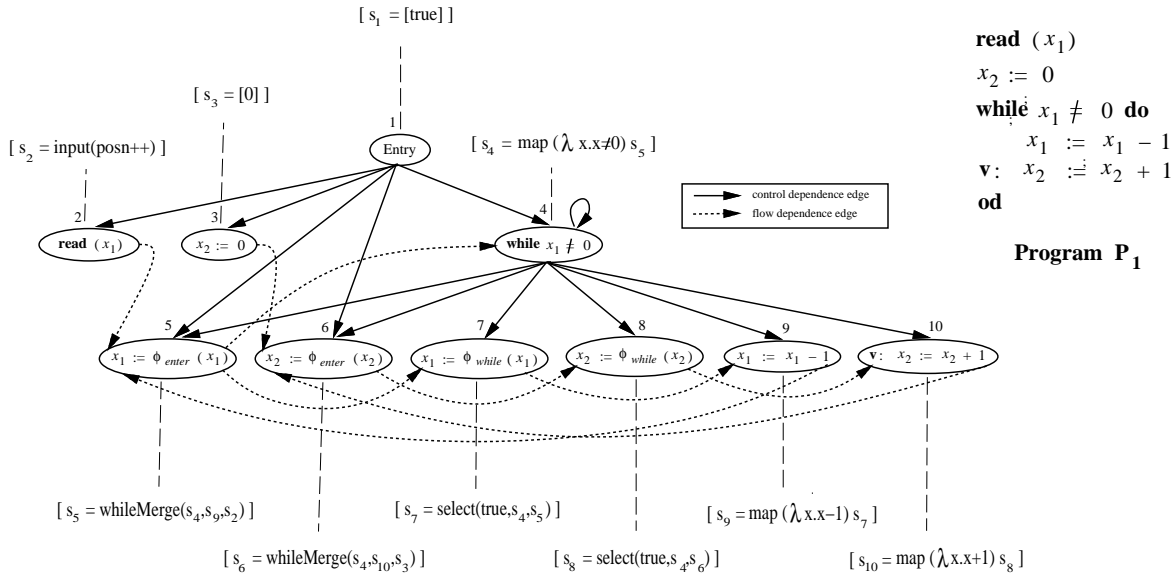 [ s₁ = [true] ]
[ s₃ = [0] ]
[ s₂ = input(posn++) ]
[ s₄ = map (λ x.x≠0) s₅ ]
1
Entry
2
read (x₁)
3
x₂ := 0
4
while x₁ ≠ 0
control dependence edge
flow dependence edge
5
x₁ := ϕ enter (x₁)
6
x₂ := ϕ enter (x₂)
7
x₁ := ϕ while (x₁)
8
x₂ := ϕ while (x₂)
9
x₁ := x₁ − 1
10
v: x₂ := x₂ + 1
[ s₅ = whileMerge(s₄,s₉,s₂) ]
[ s₇ = select(true,s₄,s₅) ]
[ s₉ = map (λ x.x−1) s₇ ]
[ s₆ = whileMerge(s₄,s₁₀,s₃) ]
[ s₈ = select(true,s₄,s₆) ]
[ s₁₀ = map (λ x.x+1) s₈ ]
read (x₁)
x₂ := 0
while x₁ ≠ 0 do
x₁ := x₁ − 1
v: x₂ := x₂ + 1
od
Program P₁